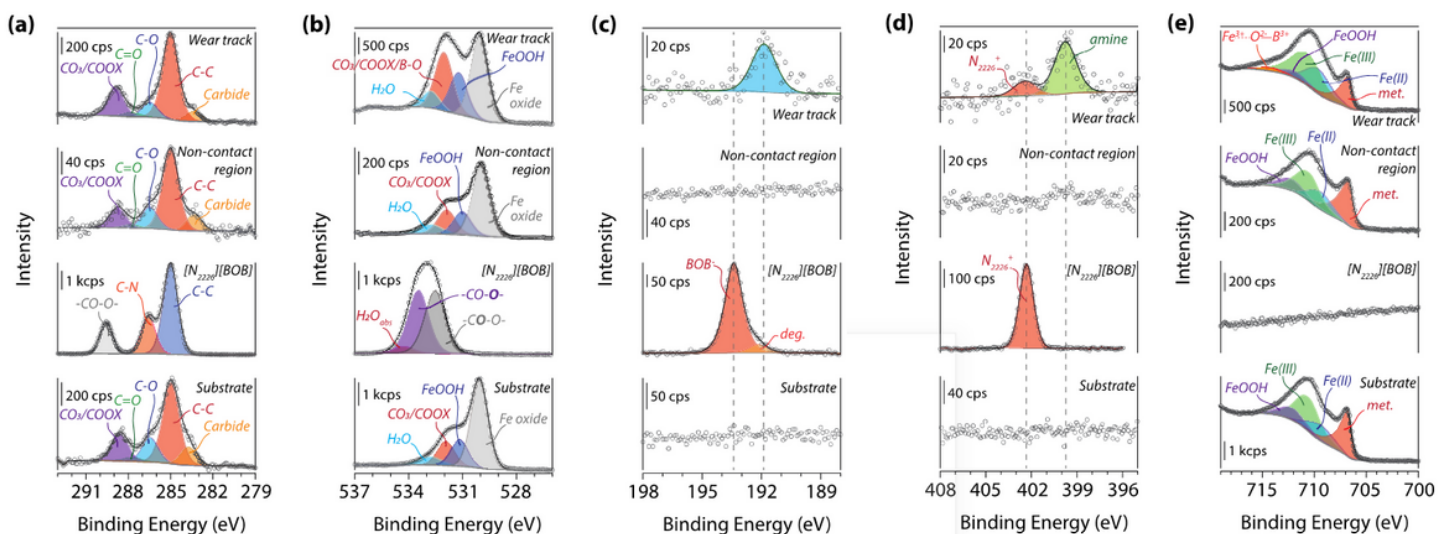 (a)
Intensity
200 cps
Wear track
C-O
C=O
CO₃/COOX
C-C
Carbide
40 cps
Non-contact
region
C-O
C=O
CO₃/COOX
C-C
Carbide
1 kcps
[N₂₂₂₆][BOB]
-CO-O-
C-N
C-C
200 cps
Substrate
C-O
C=O
CO₃/COOX
C-C
Carbide
291 288 285 282 279
Binding Energy (eV)
(b)
Intensity
500 cps
Wear track
CO₃/COOX/B-O
FeOOH
H₂O
Fe
oxide
200 cps
Non-contact
region
FeOOH
CO₃/COOX
H₂O
Fe
oxide
1 kcps
[N₂₂₂₆][BOB]
-CO-O-
H₂O abs
-CO-O-
1 kcps
Substrate
FeOOH
CO₃/COOX
H₂O
Fe oxide
537 534 531 528
Binding Energy (eV)
(c)
Intensity
20 cps
Wear track
Non-contact region
40 cps
BOB⁻
[N₂₂₂₆][BOB]
50 cps
deg.
Substrate
50 cps
198 195 192 189
Binding Energy (eV)
(d)
Intensity
20 cps
amine
N₂₂₂₆⁺
Wear track
20 cps
Non-contact region
N₂₂₂₆⁺
[N₂₂₂₆][BOB]
100 cps
Substrate
40 cps
408 405 402 399 396
Binding Energy (eV)
(e)
Intensity
FeOOH
Fe(III)
Fe(II)
met.
500 cps
Wear track
Fe(III)
Fe(II)
Non-contact
region
FeOOH
met.
200 cps
[N₂₂₂₆][BOB]
200 cps
Fe(III)
Substrate
FeOOH
Fe(II)
met.
1 kcps
715 710 705 700
Binding Energy (eV)